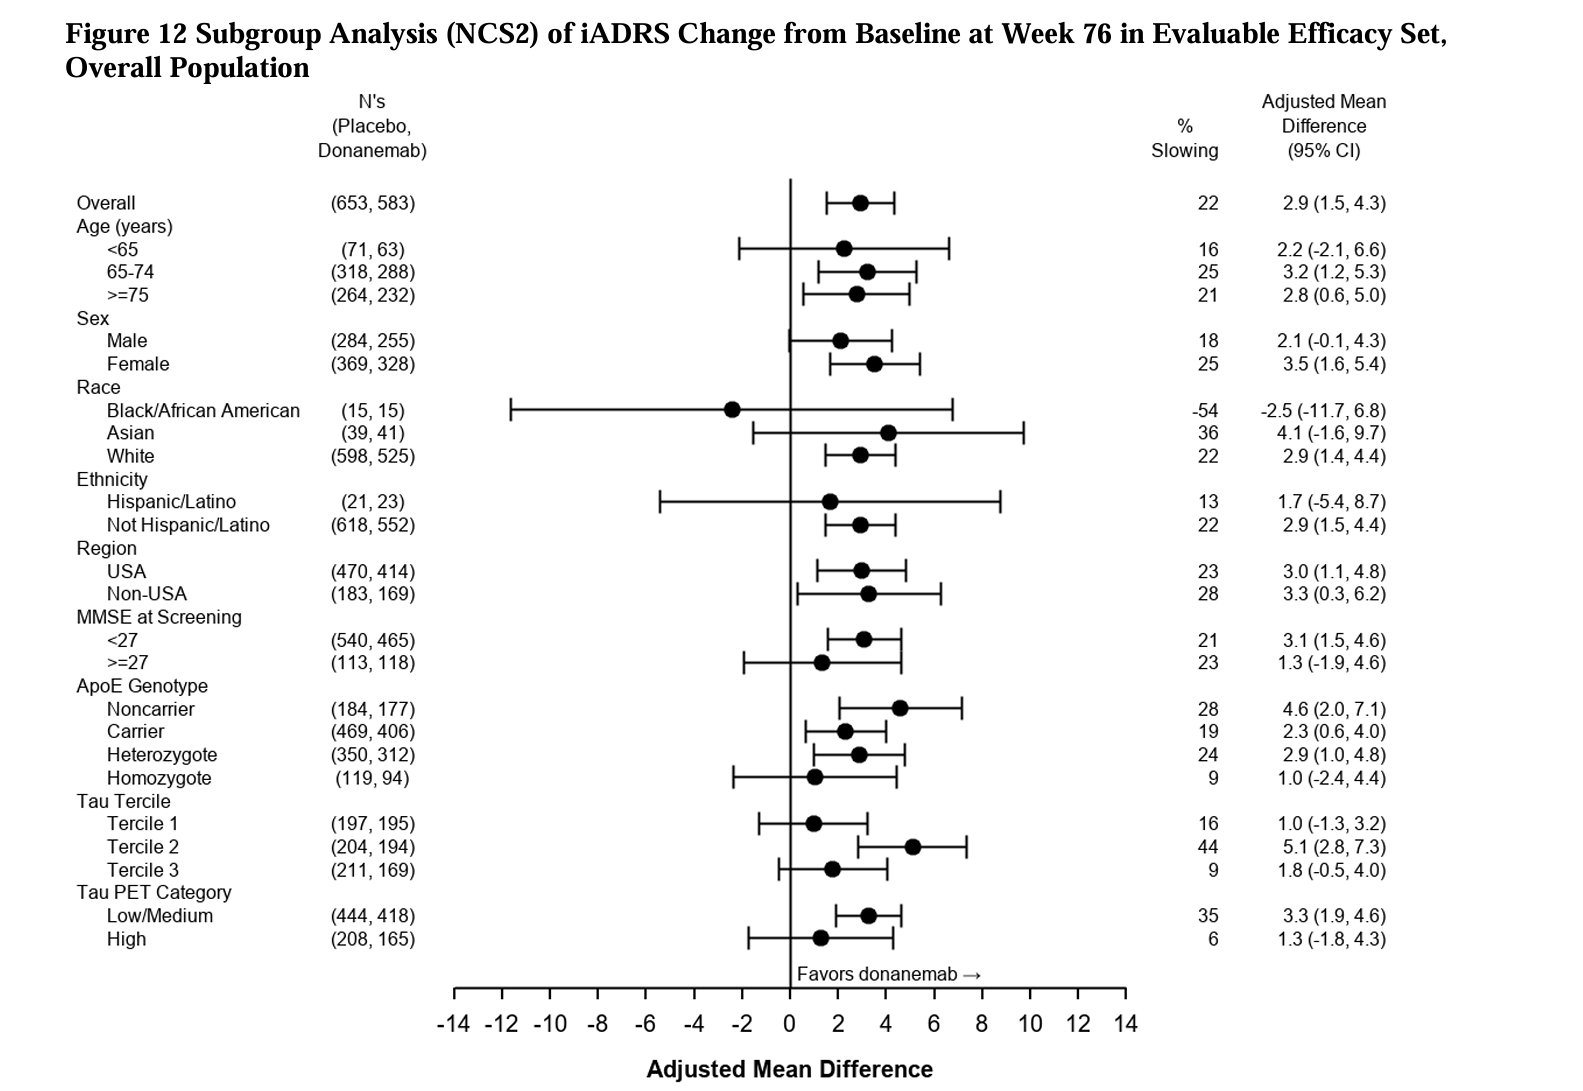 Figure 12 Subgroup Analysis (NCS2) of iADRS Change from Baseline at Week 76 in Evaluable Efficacy Set,
Overall Population
N's
(Placebo,
Donanemab)
%
Slowing
Adjusted Mean
Difference
(95% CI)
Overall (653, 583) 22 2.9 (1.5, 4.3)
Age (years)
<65 (71, 63) 16 2.2 (-2.1, 6.6)
65-74 (318, 288) 25 3.2 (1.2, 5.3)
>=75 (264, 232) 21 2.8 (0.6, 5.0)
Sex
Male (284, 255) 18 2.1 (-0.1, 4.3)
Female (369, 328) 25 3.5 (1.6, 5.4)
Race
Black/African American (15, 15) -54 -2.5 (-11.7, 6.8)
Asian (39, 41) 36 4.1 (-1.6, 9.7)
White (598, 525) 22 2.9 (1.4, 4.4)
Ethnicity
Hispanic/Latino (21, 23) 13 1.7 (-5.4, 8.7)
Not Hispanic/Latino (618, 552) 22 2.9 (1.5, 4.4)
Region
USA (470, 414) 23 3.0 (1.1, 4.8)
Non-USA (183, 169) 28 3.3 (0.3, 6.2)
MMSE at Screening
<27 (540, 465) 21 3.1 (1.5, 4.6)
>=27 (113, 118) 23 1.3 (-1.9, 4.6)
ApoE Genotype
Noncarrier (184, 177) 28 4.6 (2.0, 7.1)
Carrier (469, 406) 19 2.3 (0.6, 4.0)
Heterozygote (350, 312) 24 2.9 (1.0, 4.8)
Homozygote (119, 94) 9 1.0 (-2.4, 4.4)
Tau Tercile
Tercile 1 (197, 195) 16 1.0 (-1.3, 3.2)
Tercile 2 (204, 194) 44 5.1 (2.8, 7.3)
Tercile 3 (211, 169) 9 1.8 (-0.5, 4.0)
Tau PET Category
Low/Medium (444, 418) 35 3.3 (1.9, 4.6)
High (208, 165) 6 1.3 (-1.8, 4.3)
Favors donanemab →
-14 -12 -10 -8 -6 -4 -2 0 2 4 6 8 10 12 14
Adjusted Mean Difference